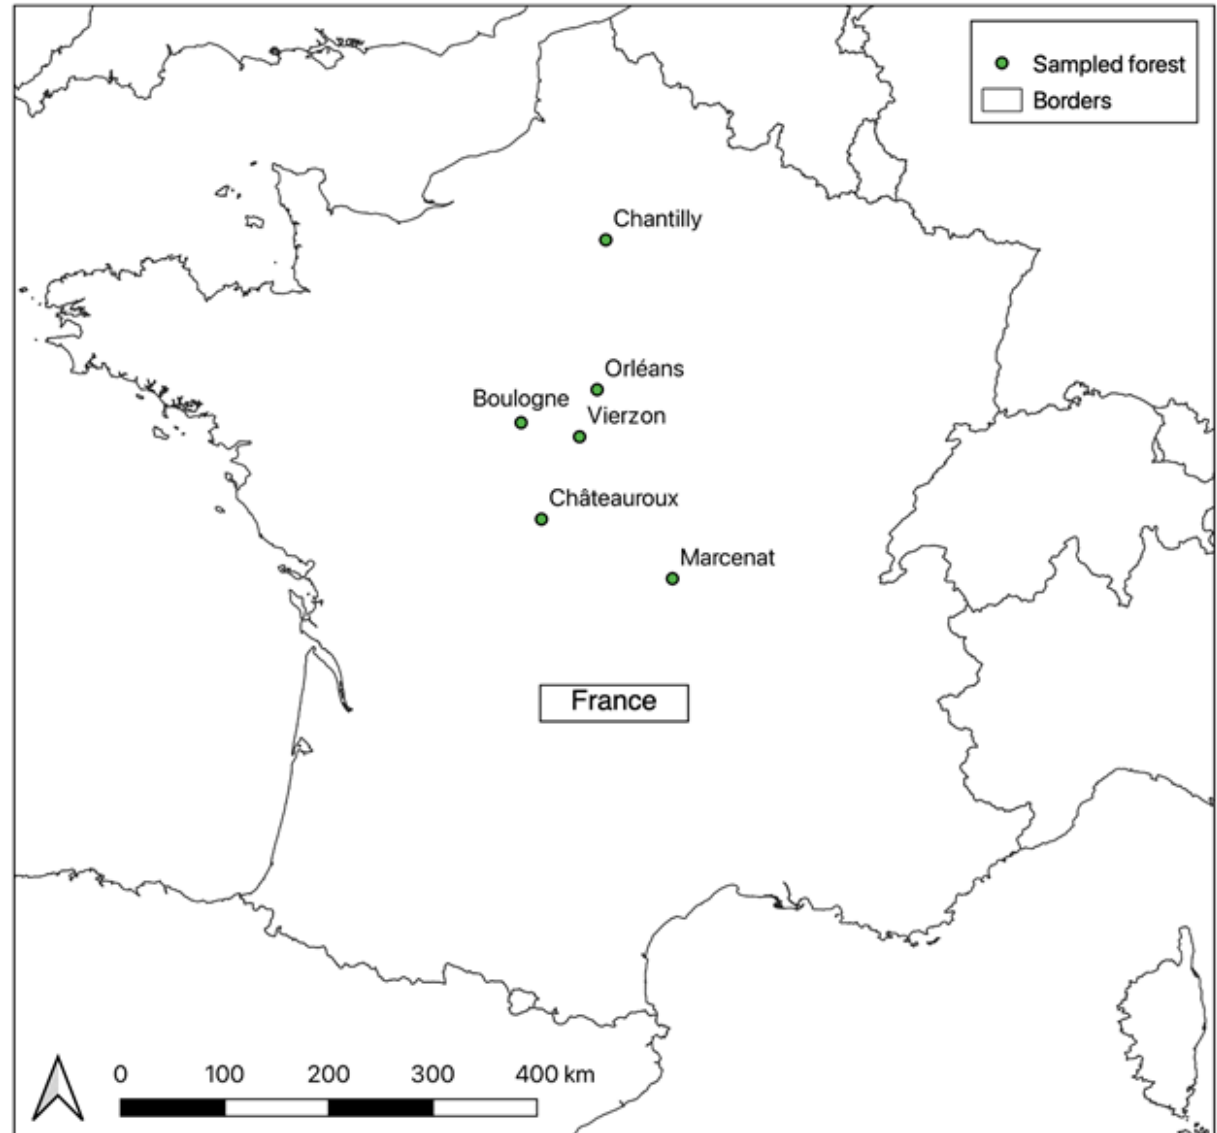 Sampled forest
Borders
Chantilly
Orléans
Boulogne
Vierzon
Châteauroux
Marcenat
France
0 100 200 300 400 km